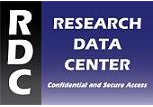 RDC
RESEARCH
DATA
CENTER
Confidential and Secure Access